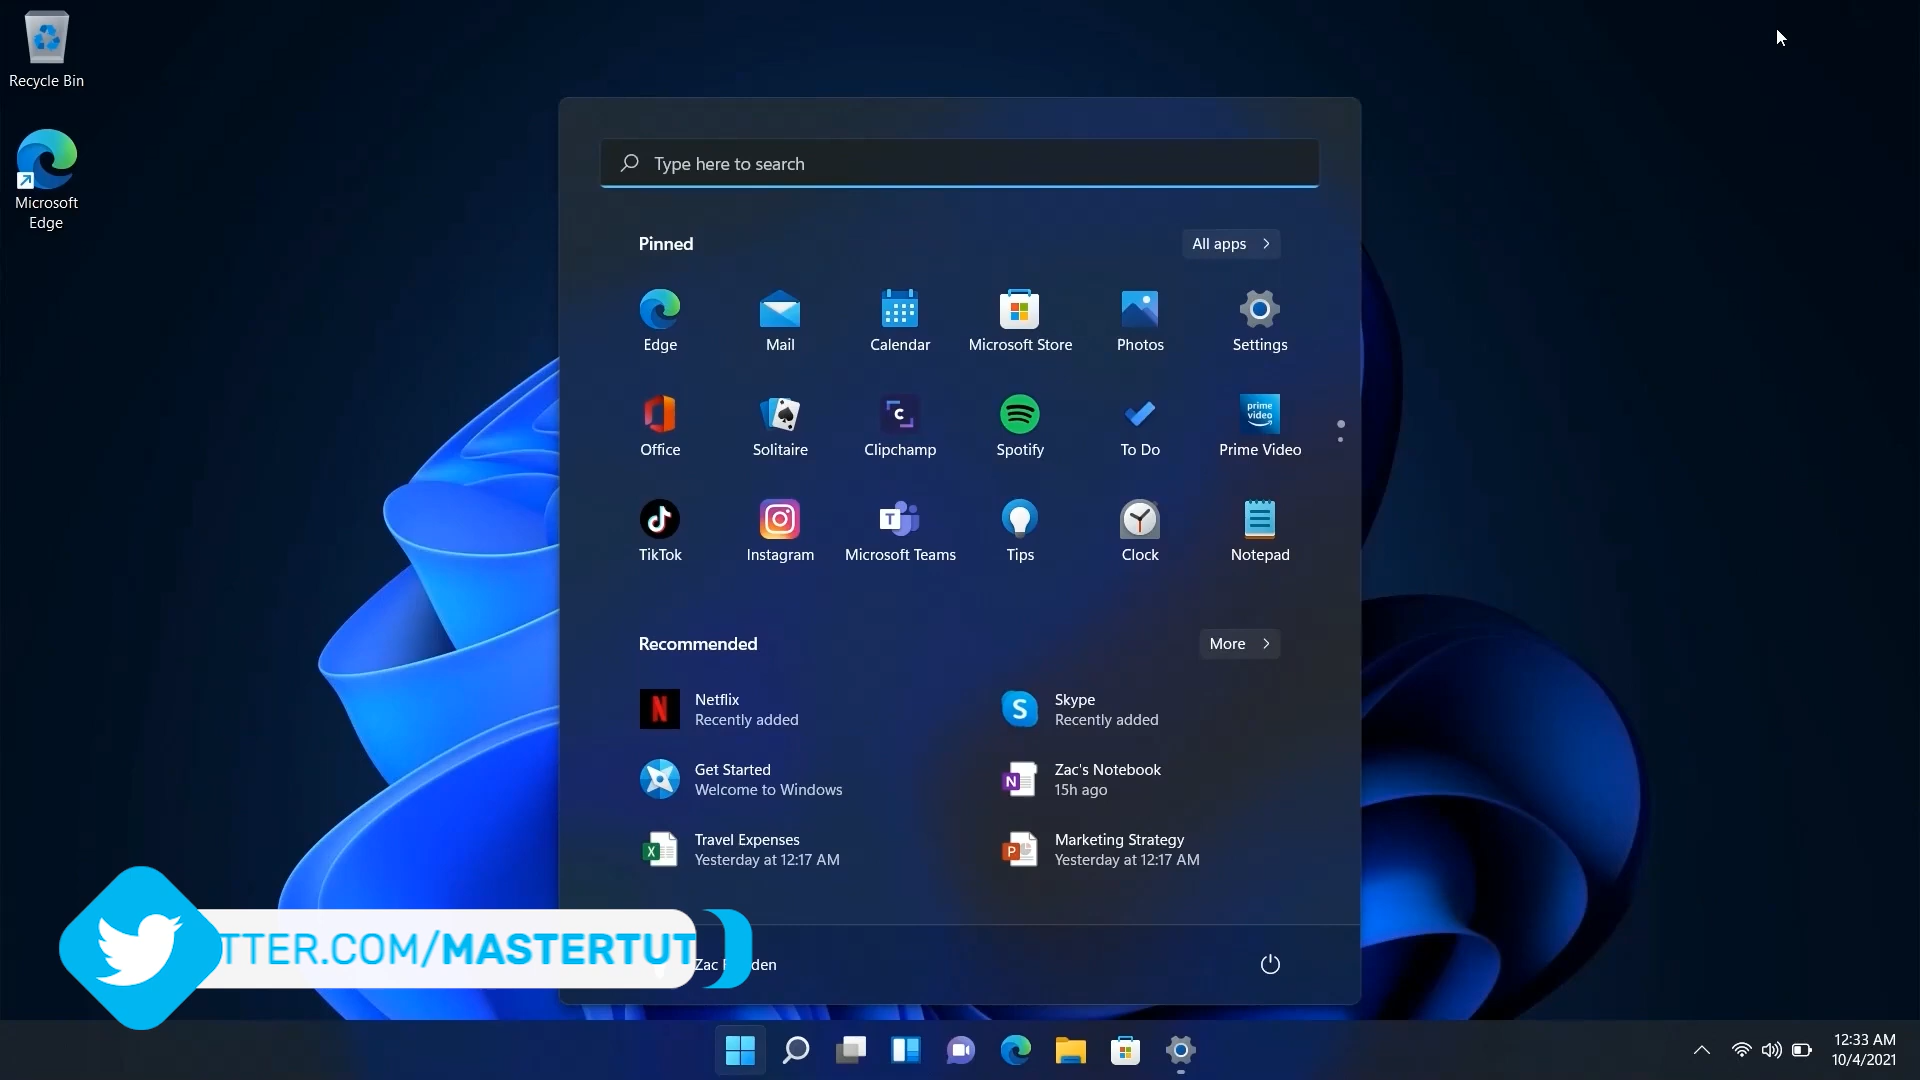 Recycle Bin
Microsoft
Edge
Type here to search
Pinned
All apps
Edge
Mail
Calendar
Microsoft Store
Photos
Settings
Office
Solitaire
Clipchamp
Spotify
To Do
prime
video
Prime Video
TikTok
Instagram
Microsoft Teams
Tips
Clock
Notepad
Recommended
More
Netflix
Recently added
Skype
Recently added
Get Started
Welcome to Windows
Zac's Notebook
15h ago
Travel Expenses
Yesterday at 12:17 AM
Marketing Strategy
Yesterday at 12:17 AM
TTER.COM/MASTERTUT
Zac
12:33 AM
10/4/2021